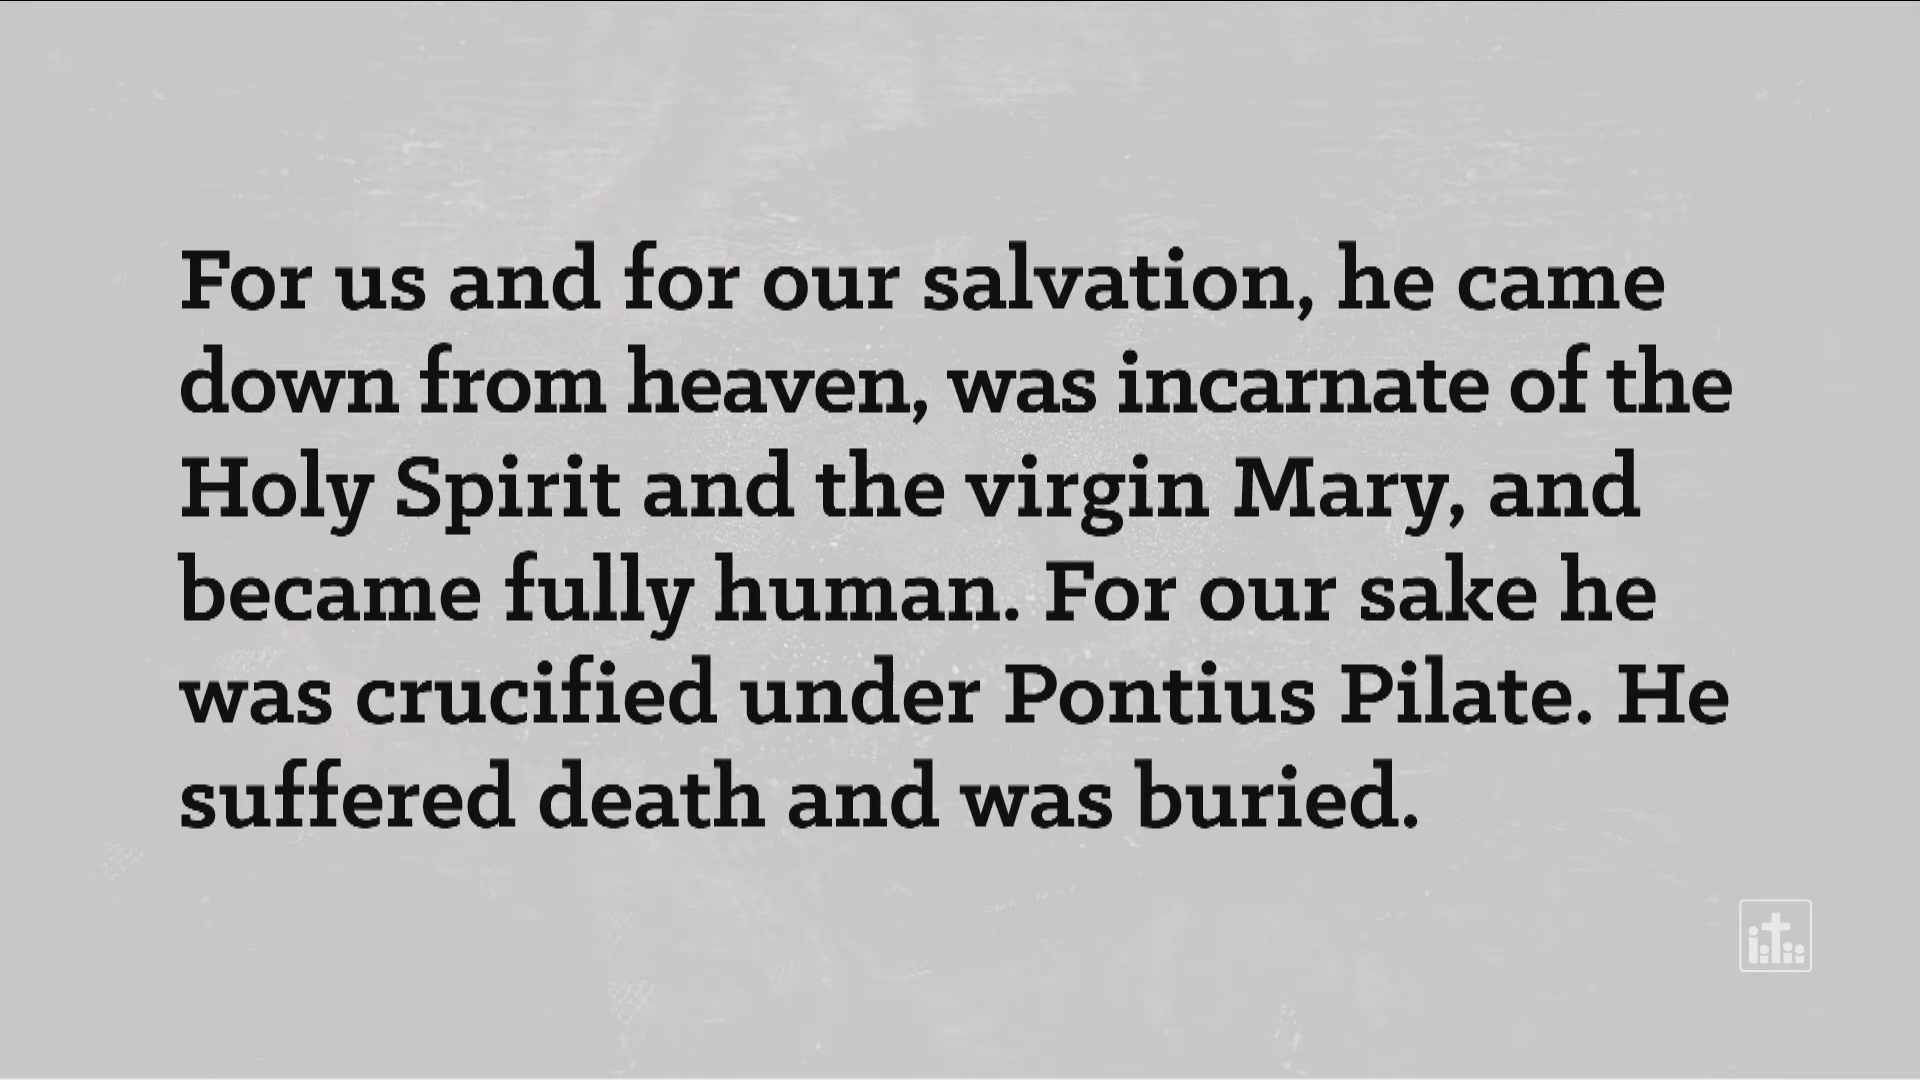 For us and for our salvation, he came
down from heaven, was incarnate of the
Holy Spirit and the virgin Mary, and
became fully human. For our sake he
was crucified under Pontius Pilate. He
suffered death and was buried.